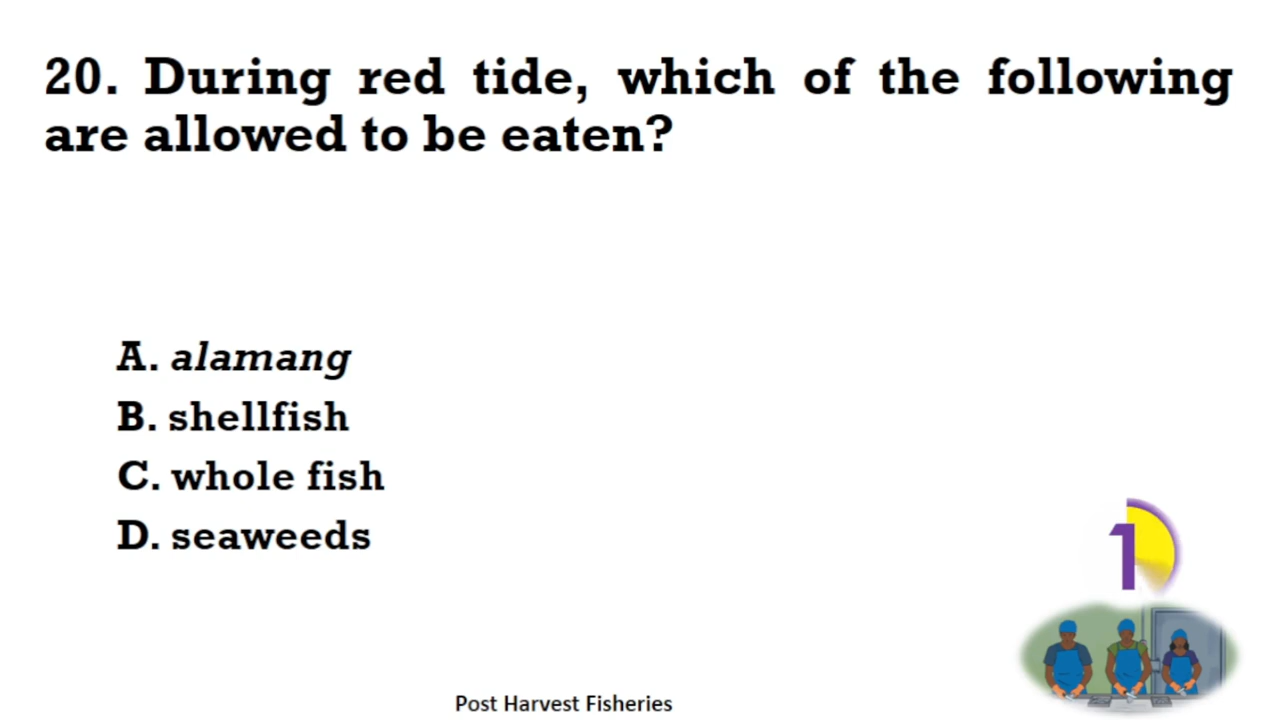 20. During red tide, which of the following
are allowed to be eaten?
A. alamang
B. shellfish
C. whole fish
D. seaweeds
1
Post Harvest Fisheries